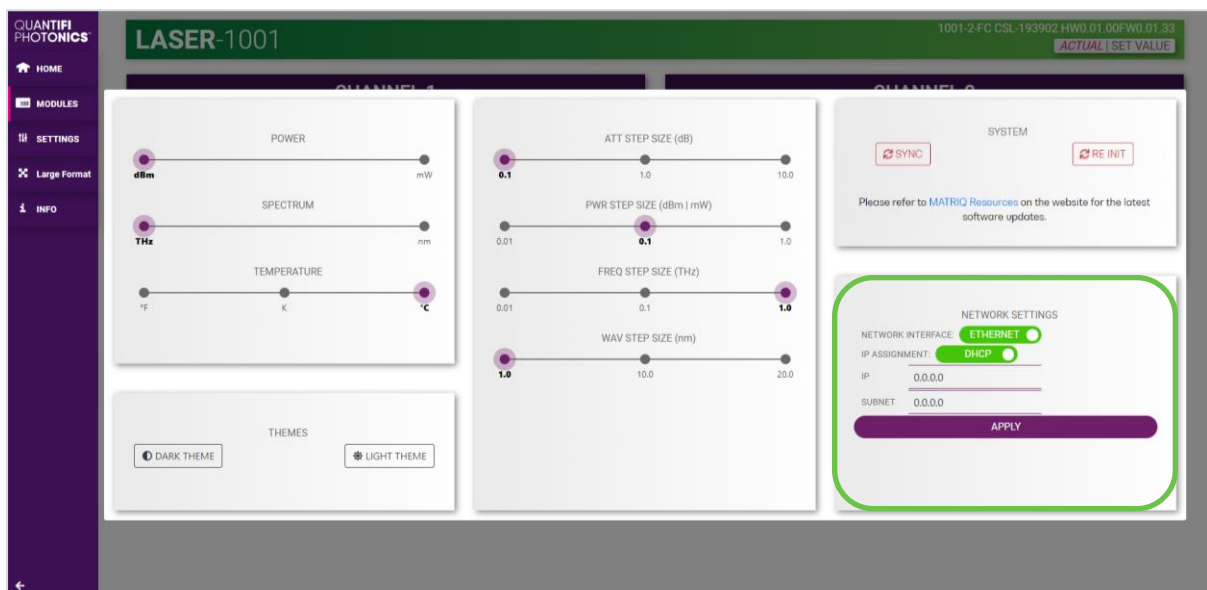 QUANTIFI
PHOTONICS
HOME
MODULES
SETTINGS
Large Format
INFO
LASER-1001
1001-2-FC CSL-193902 HW0.01.00FW0.01.33
ACTUAL | SET VALUE
CHANNEL 1
CHANNEL 2
POWER
dBm mW
SPECTRUM
THz nm
TEMPERATURE
°F K °C
THEMES
DARK THEME LIGHT THEME
ATT STEP SIZE (dB)
0.1 1.0 10.0
PWR STEP SIZE (dBm | mW)
0.01 0.1 1.0
FREQ STEP SIZE (THz)
0.01 0.1 1.0
WAV STEP SIZE (nm)
1.0 10.0 20.0
SYSTEM
SYNC RE INIT
Please refer to MATRIQ Resources on the website for the latest
software updates.
NETWORK SETTINGS
NETWORK INTERFACE: ETHERNET
IP ASSIGNMENT: DHCP
IP 0.0.0.0
SUBNET 0.0.0.0
APPLY